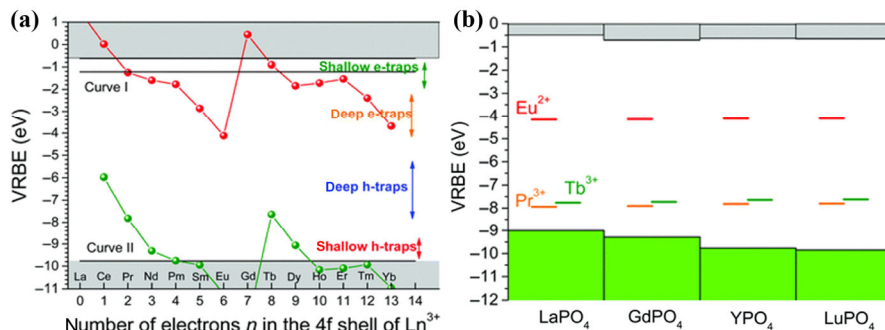 (a)
VRBE (eV)
1
0
−1
−2
−3
−4
−5
−6
−7
−8
−9
−10
−11
Curve I
Shallow e-traps
Deep e-traps
Deep h-traps
Curve II
Shallow h-traps
La Ce Pr Nd Pm Sm Eu Gd Tb Dy Ho Er Tm Yb
0 1 2 3 4 5 6 7 8 9 10 11 12 13 14
Number of electrons n in the 4f shell of Ln3+
(b)
VRBE (eV)
0
−1
−2
−3
−4
−5
−6
−7
−8
−9
−10
−11
−12
Eu2+
Pr3+
Tb3+
LaPO4 GdPO4 YPO4 LuPO4